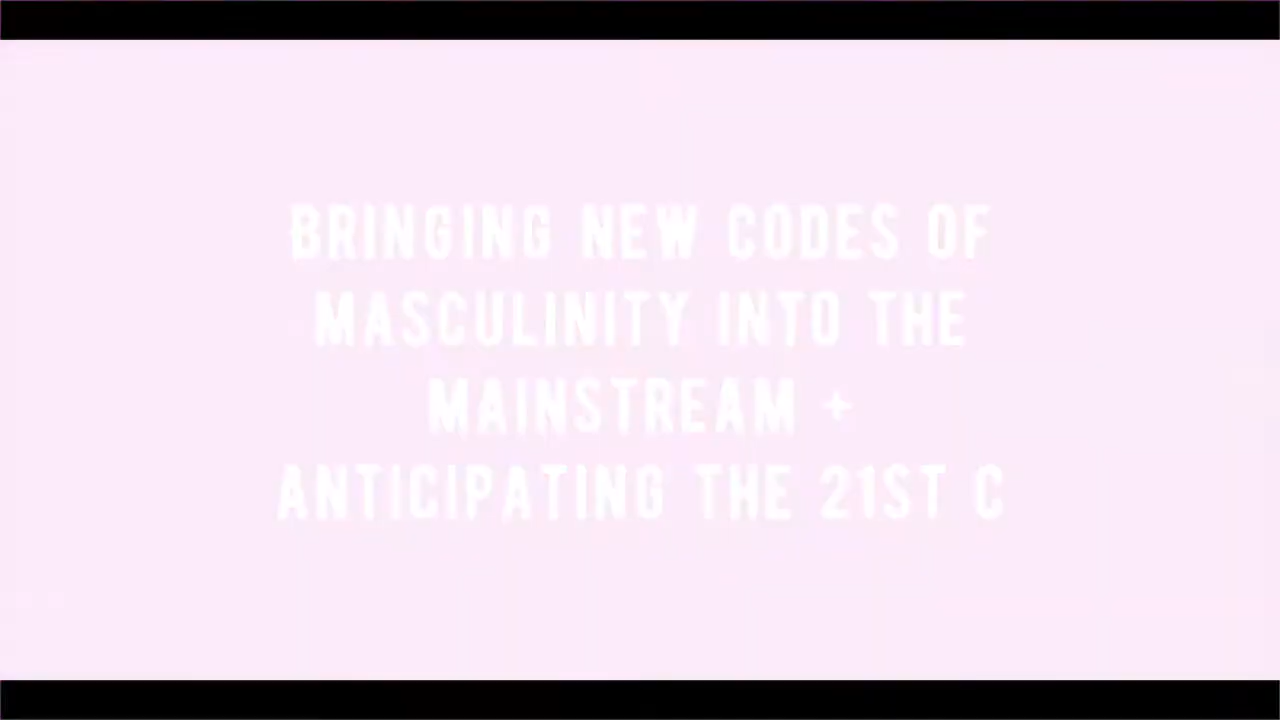 BRINGING NEW CODES OF
MASCULINITY INTO THE
MAINSTREAM +
ANTICIPATING THE 21ST C